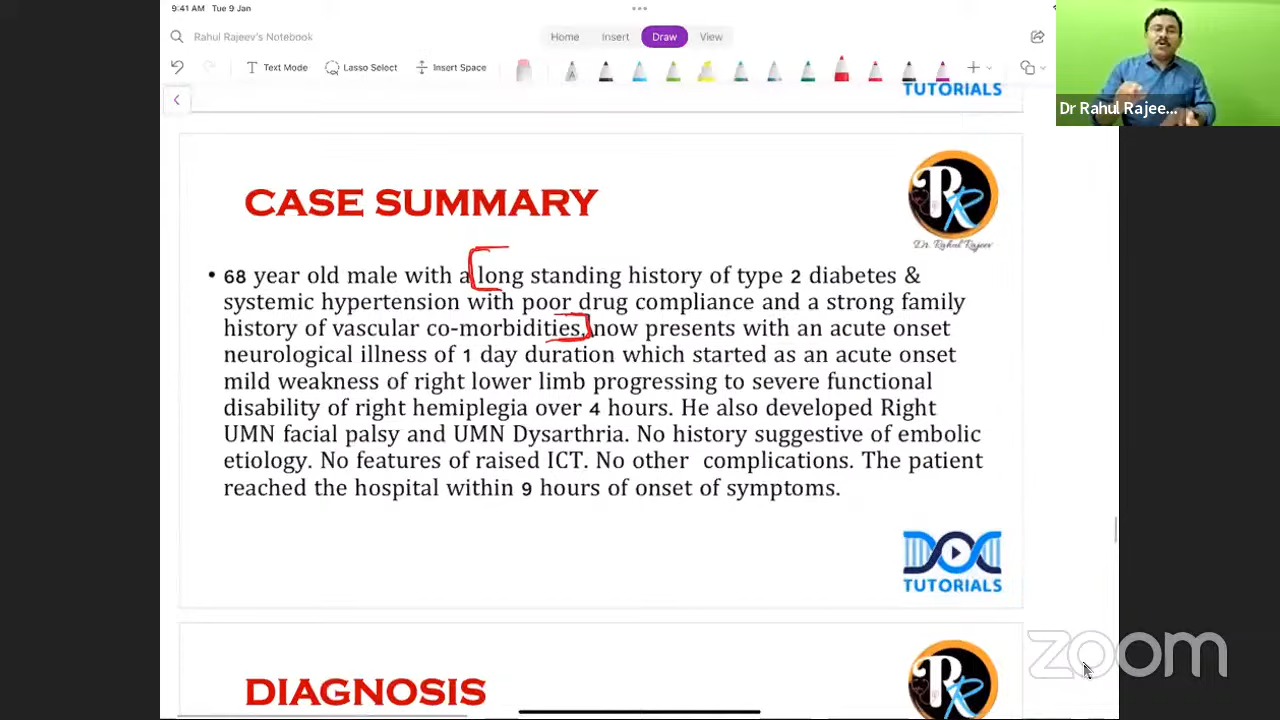 9:41 AM Tue 9 Jan
Rahul Rajeev's Notebook
Home Insert Draw View
Text Mode Lasso Select Insert Space
TUTORIALS
Dr Rahul Rajee...
CASE SUMMARY
Dr. Rahul Rajeev
• 68 year old male with a long standing history of type 2 diabetes &
systemic hypertension with poor drug compliance and a strong family
history of vascular co-morbidities, now presents with an acute onset
neurological illness of 1 day duration which started as an acute onset
mild weakness of right lower limb progressing to severe functional
disability of right hemiplegia over 4 hours. He also developed Right
UMN facial palsy and UMN Dysarthria. No history suggestive of embolic
etiology. No features of raised ICT. No other complications. The patient
reached the hospital within 9 hours of onset of symptoms.
TUTORIALS
zoom
DIAGNOSIS